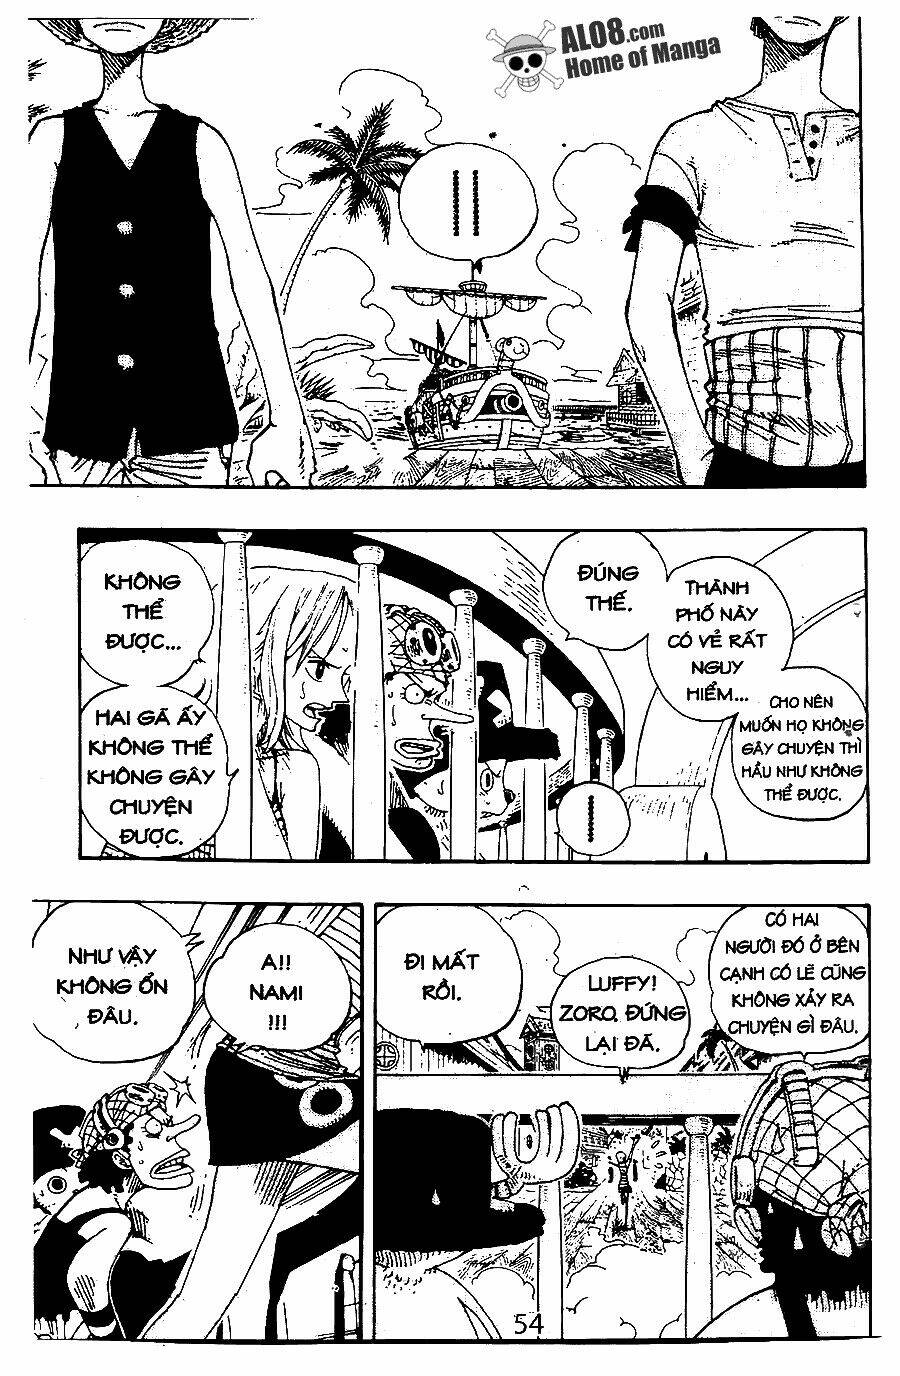 ALO8.com
Home of Manga
!!
KHÔNG
THỂ
ĐƯỢC...
HAI GÃ ẤY
KHÔNG THỂ
KHÔNG GÂY
CHUYỆN
ĐƯỢC.
ĐÚNG
THẾ.
THÀNH
PHỐ NÀY
CÓ VẺ RẤT
NGUY
HIỂM...
CHO NÊN
MUỐN HỌ KHÔNG
GÂY CHUYỆN THÌ
HẦU NHƯ KHÔNG
THỂ ĐƯỢC.
NHƯ VẬY
KHÔNG ỔN
ĐÂU.
A!!
NAMI
!!!
ĐI MẤT
RỒI.
LUFFY!
ZORO, ĐỨNG
LẠI ĐÃ.
CÓ HAI
NGƯỜI ĐÓ Ở BÊN
CẠNH CÓ LẼ CŨNG
KHÔNG XẢY RA
CHUYỆN GÌ ĐÂU.
54